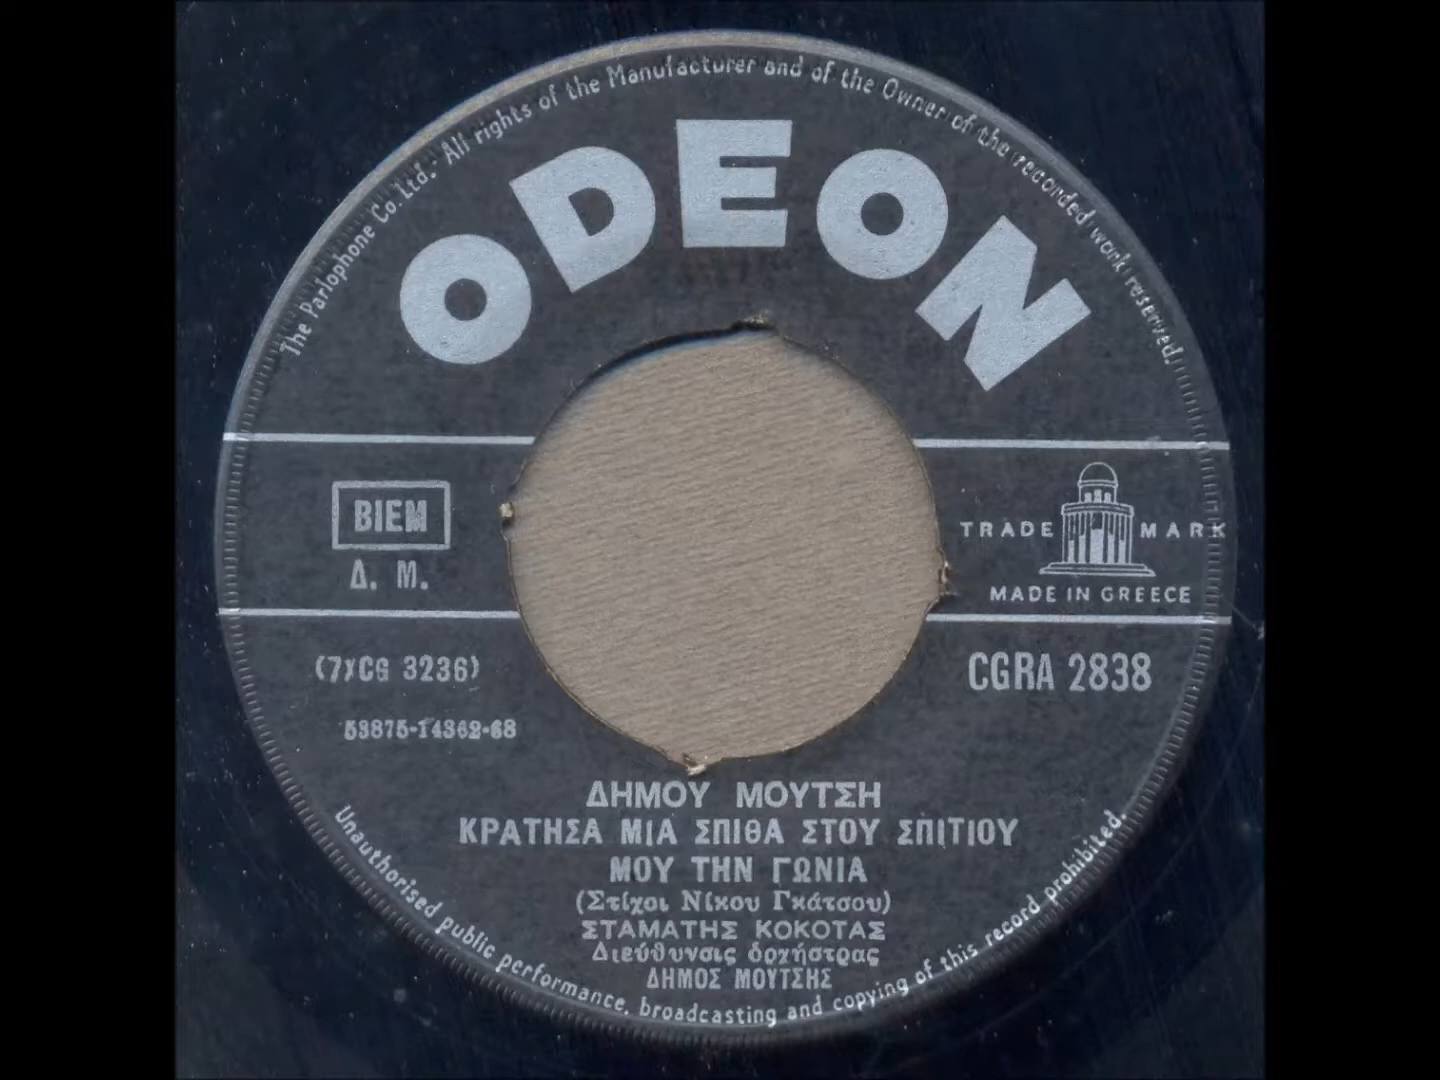 The Parlophone Co. Ltd. All rights of the Manufacturer and of the Owner of the recorded work reserved.
ODEON
BIEM
Δ. Μ.
TRADE MARK
MADE IN GREECE
(7XCG 3236)
CGRA 2838
53875-14362-68
ΔΗΜΟΥ ΜΟΥΤΣΗ
ΚΡΑΤΗΣΑ ΜΙΑ ΣΠΙΘΑ ΣΤΟΥ ΣΠΙΤΙΟΥ
ΜΟΥ ΤΗΝ ΓΩΝΙΑ
(Στίχοι Νίκου Γκάτσου)
ΣΤΑΜΑΤΗΣ ΚΟΚΟΤΑΣ
Διεύθυνσις ὀρχήστρας
ΔΗΜΟΣ ΜΟΥΤΣΗΣ
Unauthorised public performance, broadcasting and copying of this record prohibited.